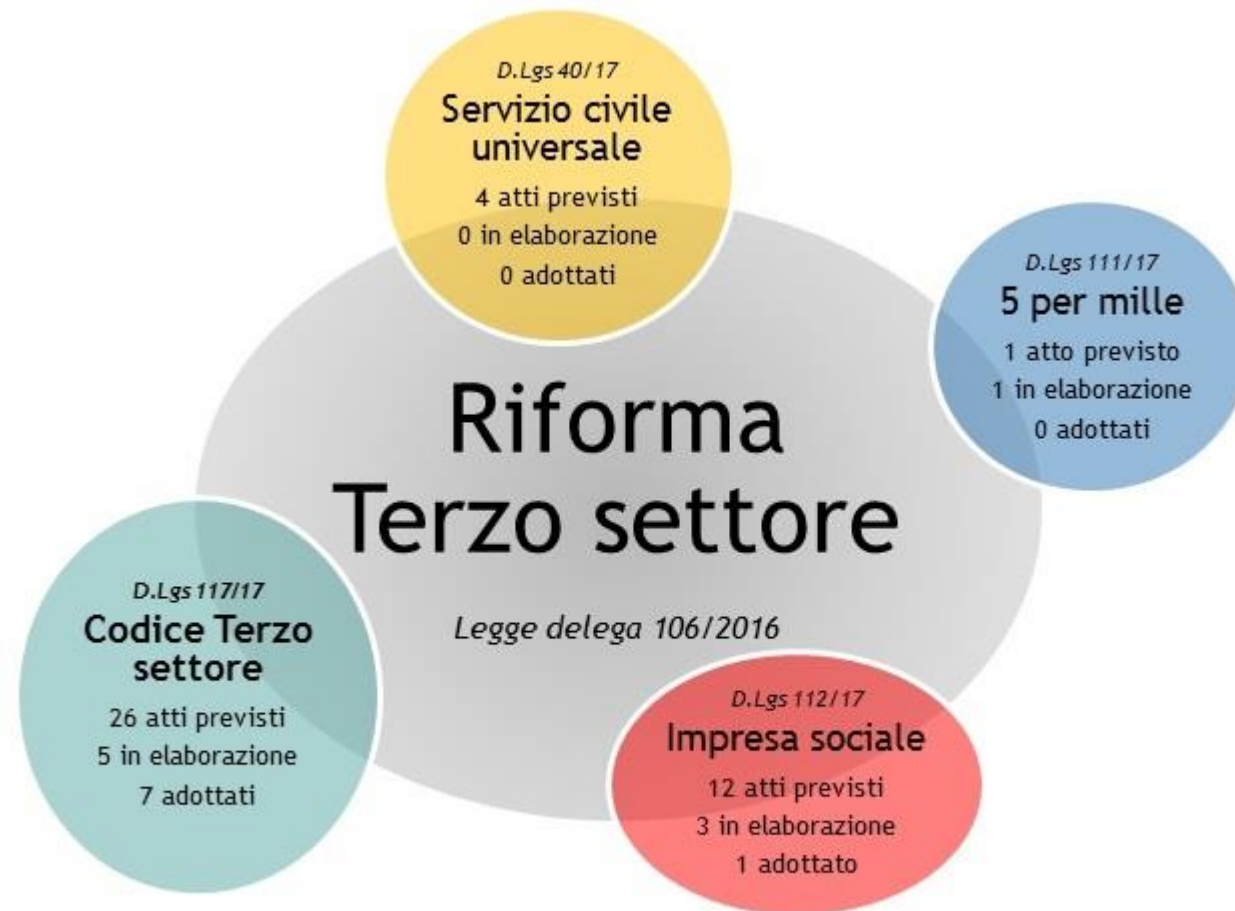 D.Lgs 40/17
Servizio civile
universale
4 atti previsti
0 in elaborazione
0 adottati
D.Lgs 111/17
5 per mille
1 atto previsto
1 in elaborazione
0 adottati
Riforma
Terzo settore
Legge delega 106/2016
D.Lgs 117/17
Codice Terzo
settore
26 atti previsti
5 in elaborazione
7 adottati
D.Lgs 112/17
Impresa sociale
12 atti previsti
3 in elaborazione
1 adottato